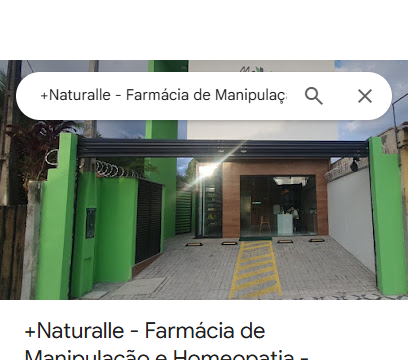 +Naturalle - Farmácia de Manipulaç
+Naturalle - Farmácia de
Manipulação e Homeopatia -